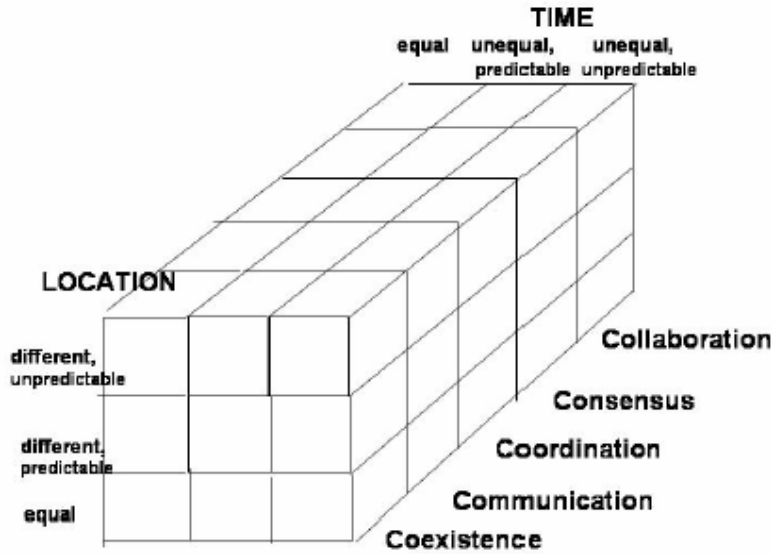 TIME
equal unequal, unequal,
predictable unpredictable
LOCATION
different,
unpredictable
different,
predictable
equal
Collaboration
Consensus
Coordination
Communication
Coexistence